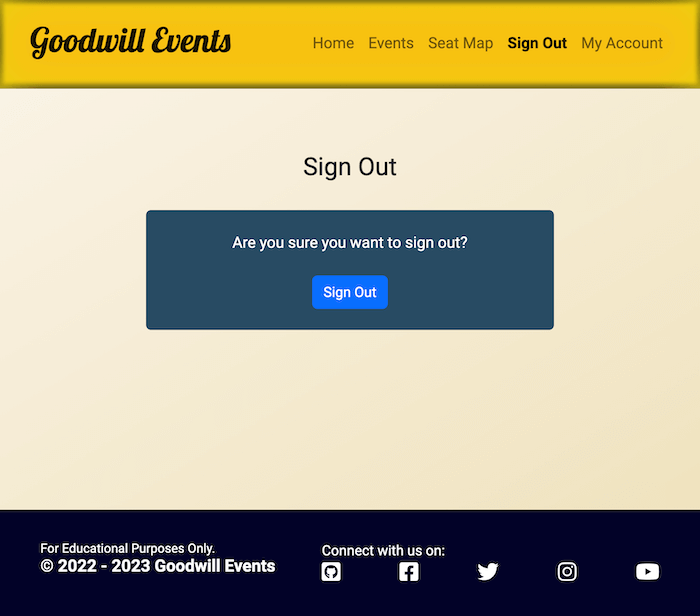 Goodwill Events
Home Events Seat Map Sign Out My Account
Sign Out
Are you sure you want to sign out?
Sign Out
For Educational Purposes Only.
© 2022 - 2023 Goodwill Events
Connect with us on: